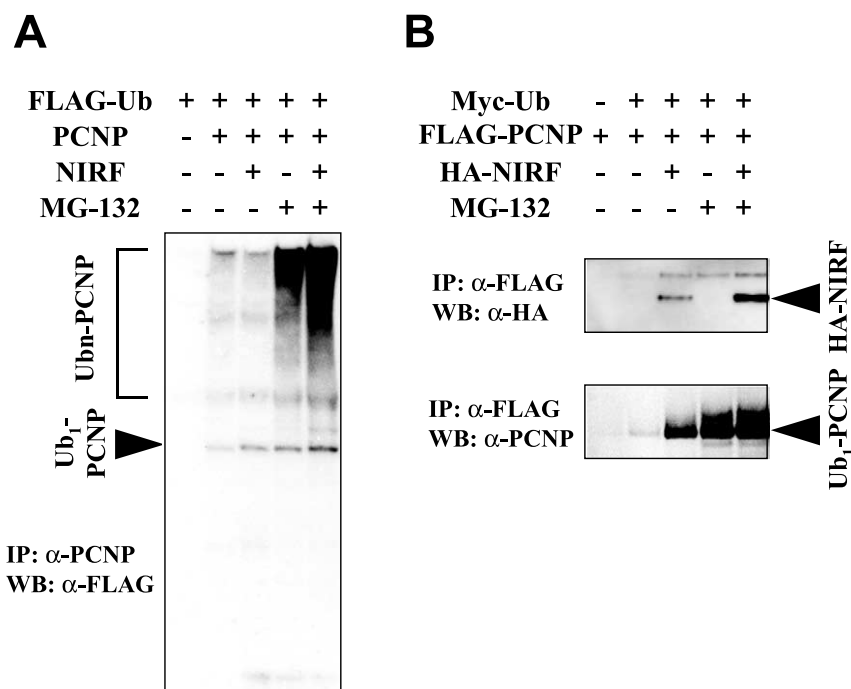 A
FLAG-Ub + + + + +
PCNP - + + + +
NIRF - - + - +
MG-132 - - - + +
Ubn-PCNP
Ub1-
PCNP
IP: α-PCNP
WB: α-FLAG
B
Myc-Ub - + + + +
FLAG-PCNP + + + + +
HA-NIRF - - + - +
MG-132 - - - + +
IP: α-FLAG
WB: α-HA
HA-NIRF
IP: α-FLAG
WB: α-PCNP
Ub1-PCNP